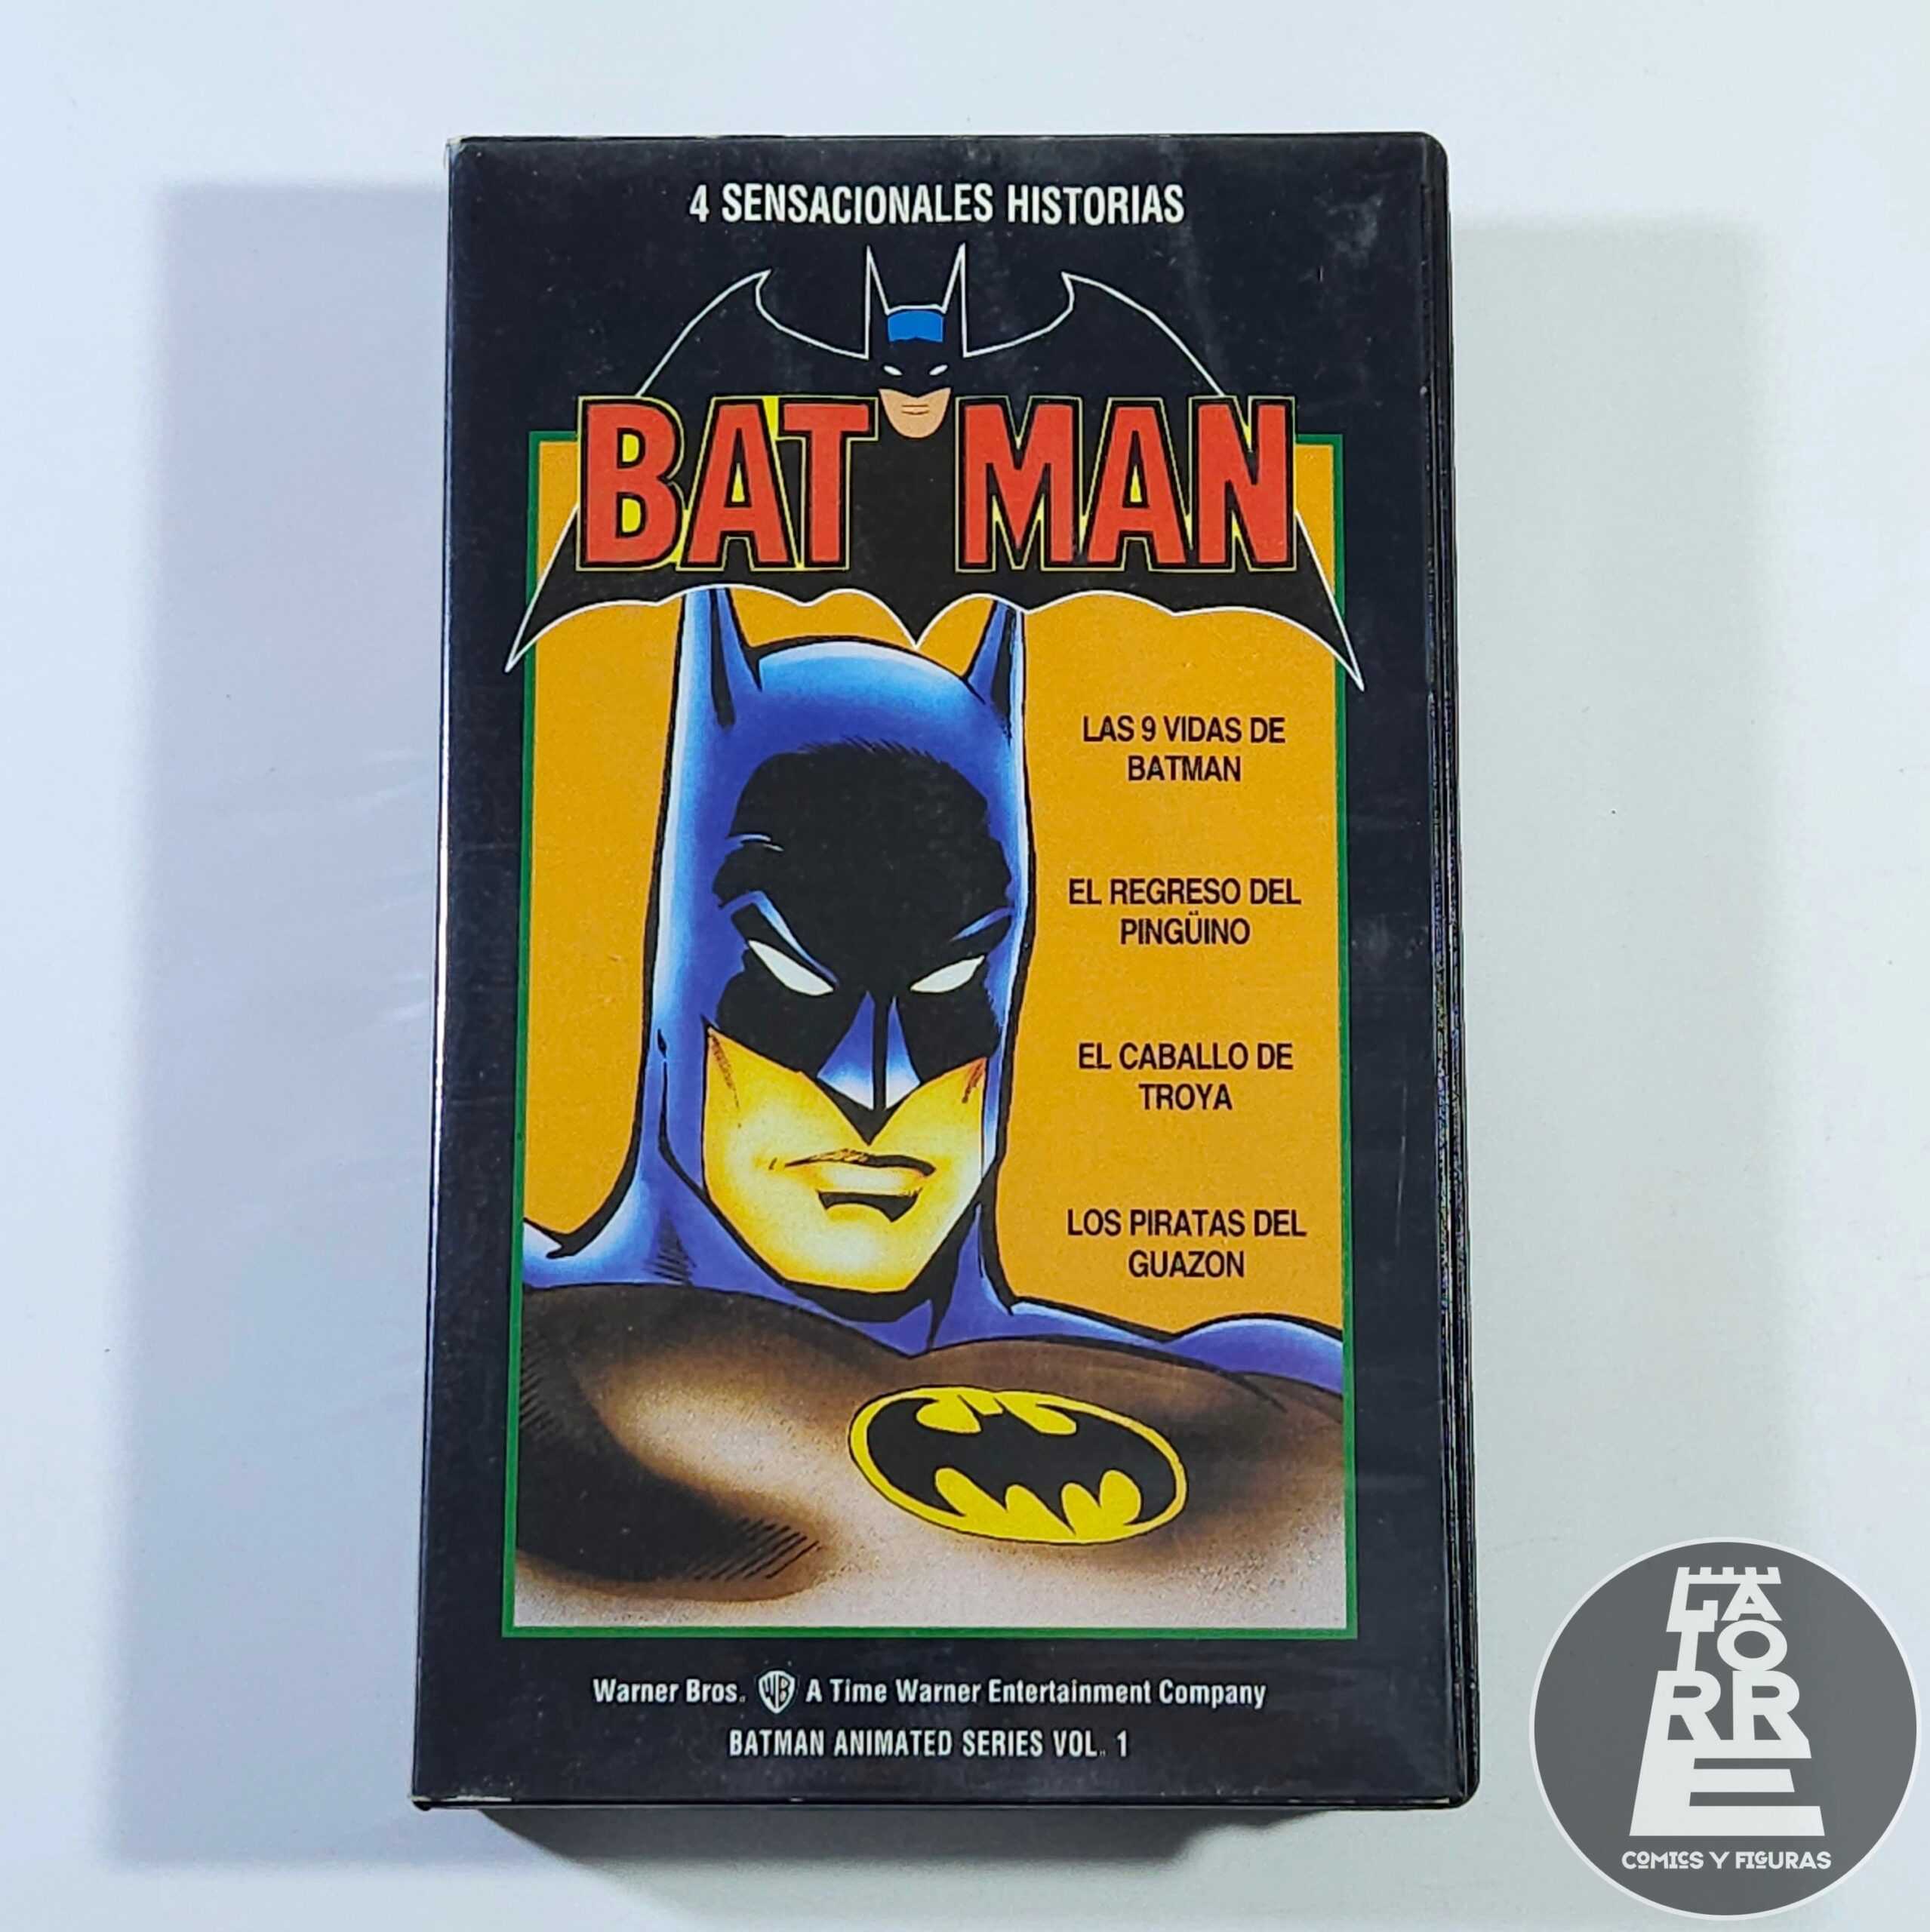 4 SENSACIONALES HISTORIAS
BATMAN
LAS 9 VIDAS DE
BATMAN
EL REGRESO DEL
PINGÜINO
EL CABALLO DE
TROYA
LOS PIRATAS DEL
GUAZON
Warner Bros. WB A Time Warner Entertainment Company
BATMAN ANIMATED SERIES VOL. 1
LA
TO
RR
E
COMICS Y FIGURAS